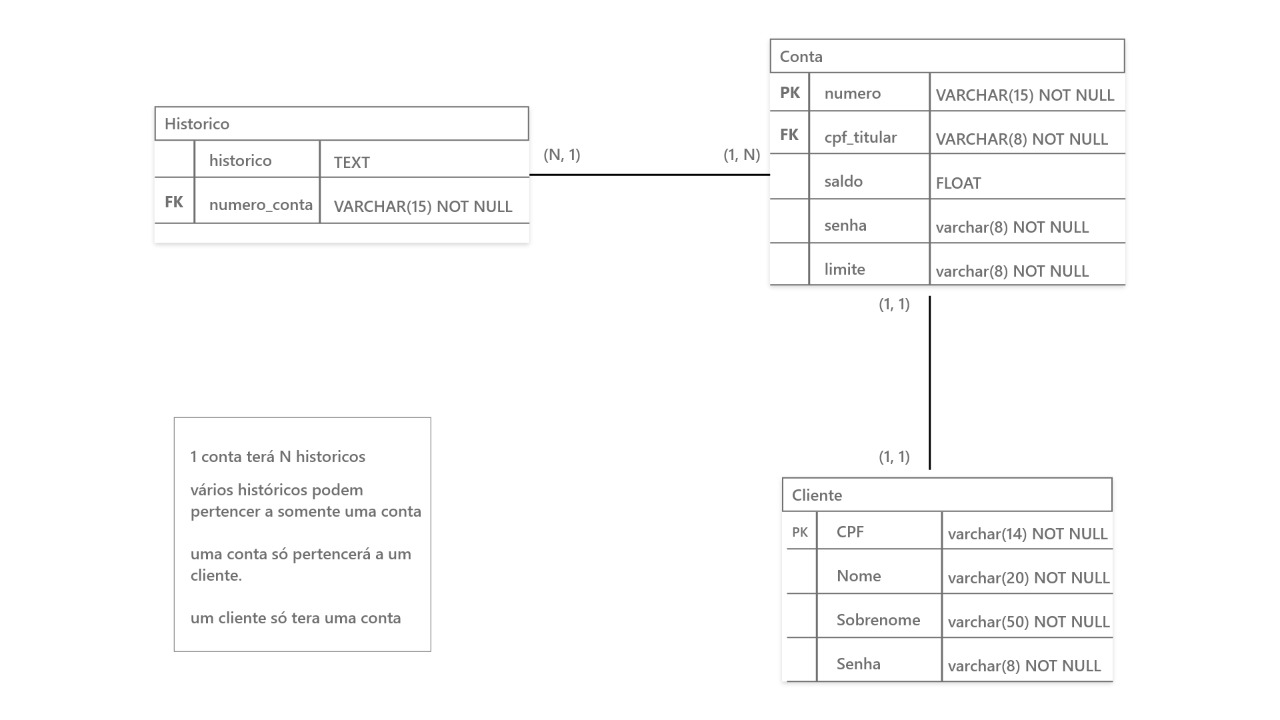 Historico
historico TEXT
FK numero_conta VARCHAR(15) NOT NULL
(N, 1)
(1, N)
Conta
PK numero VARCHAR(15) NOT NULL
FK cpf_titular VARCHAR(8) NOT NULL
saldo FLOAT
senha varchar(8) NOT NULL
limite varchar(8) NOT NULL
(1, 1)
(1, 1)
Cliente
PK CPF varchar(14) NOT NULL
Nome varchar(20) NOT NULL
Sobrenome varchar(50) NOT NULL
Senha varchar(8) NOT NULL
1 conta terá N historicos
vários históricos podem
pertencer a somente uma conta
uma conta só pertencerá a um
cliente.
um cliente só tera uma conta